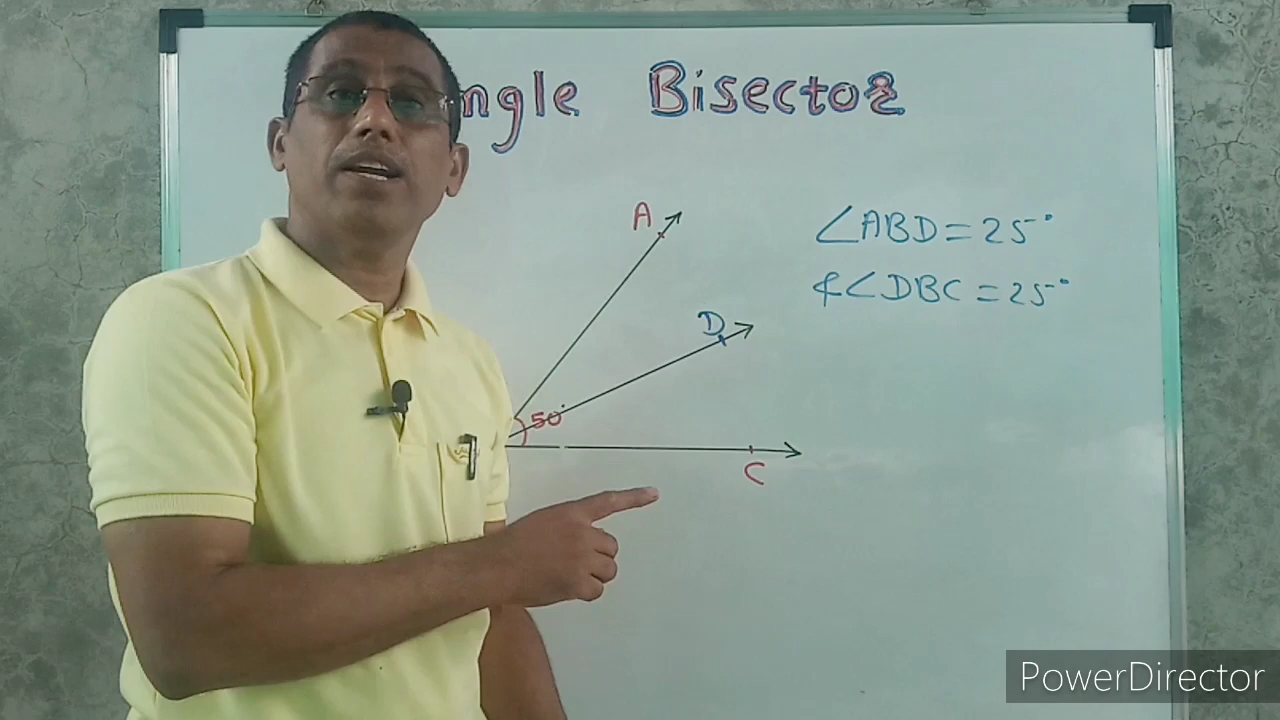 ngle Bisector
A
∠ABD = 25°
& ∠DBC = 25°
D
50°
C
PowerDirector